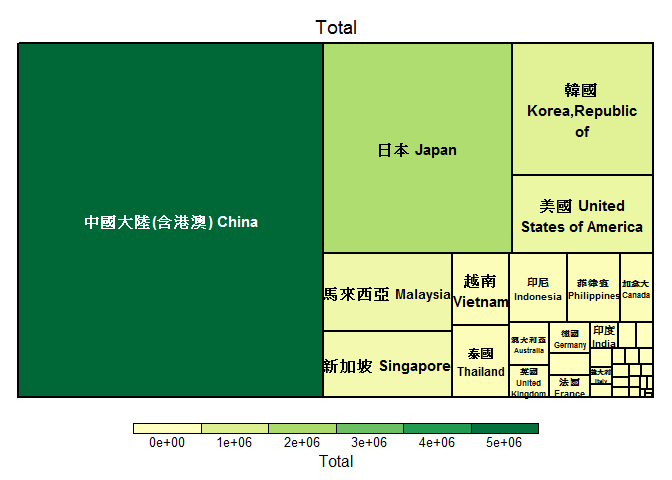 Total
中國大陸(含港澳) China
日本 Japan
韓國
Korea,Republic
of
美國 United
States of America
馬來西亞 Malaysia
新加坡 Singapore
越南
Vietnam
泰國
Thailand
印尼
Indonesia
菲律賓
Philippines
加拿大
Canada
澳大利亞
Australia
英國
United
Kingdom
德國
Germany
法國
France
印度
India
義大利
Italy
0e+00 1e+06 2e+06 3e+06 4e+06 5e+06
Total